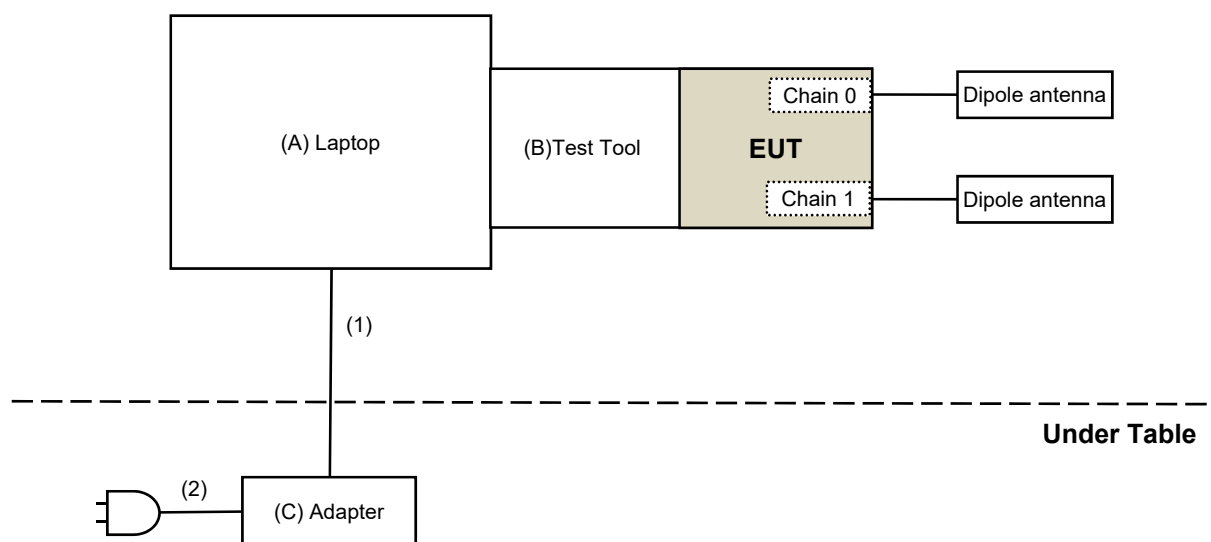 Chain 0
Dipole antenna
(A) Laptop
(B)Test Tool
EUT
Chain 1
Dipole antenna
(1)
Under Table
(2)
(C) Adapter